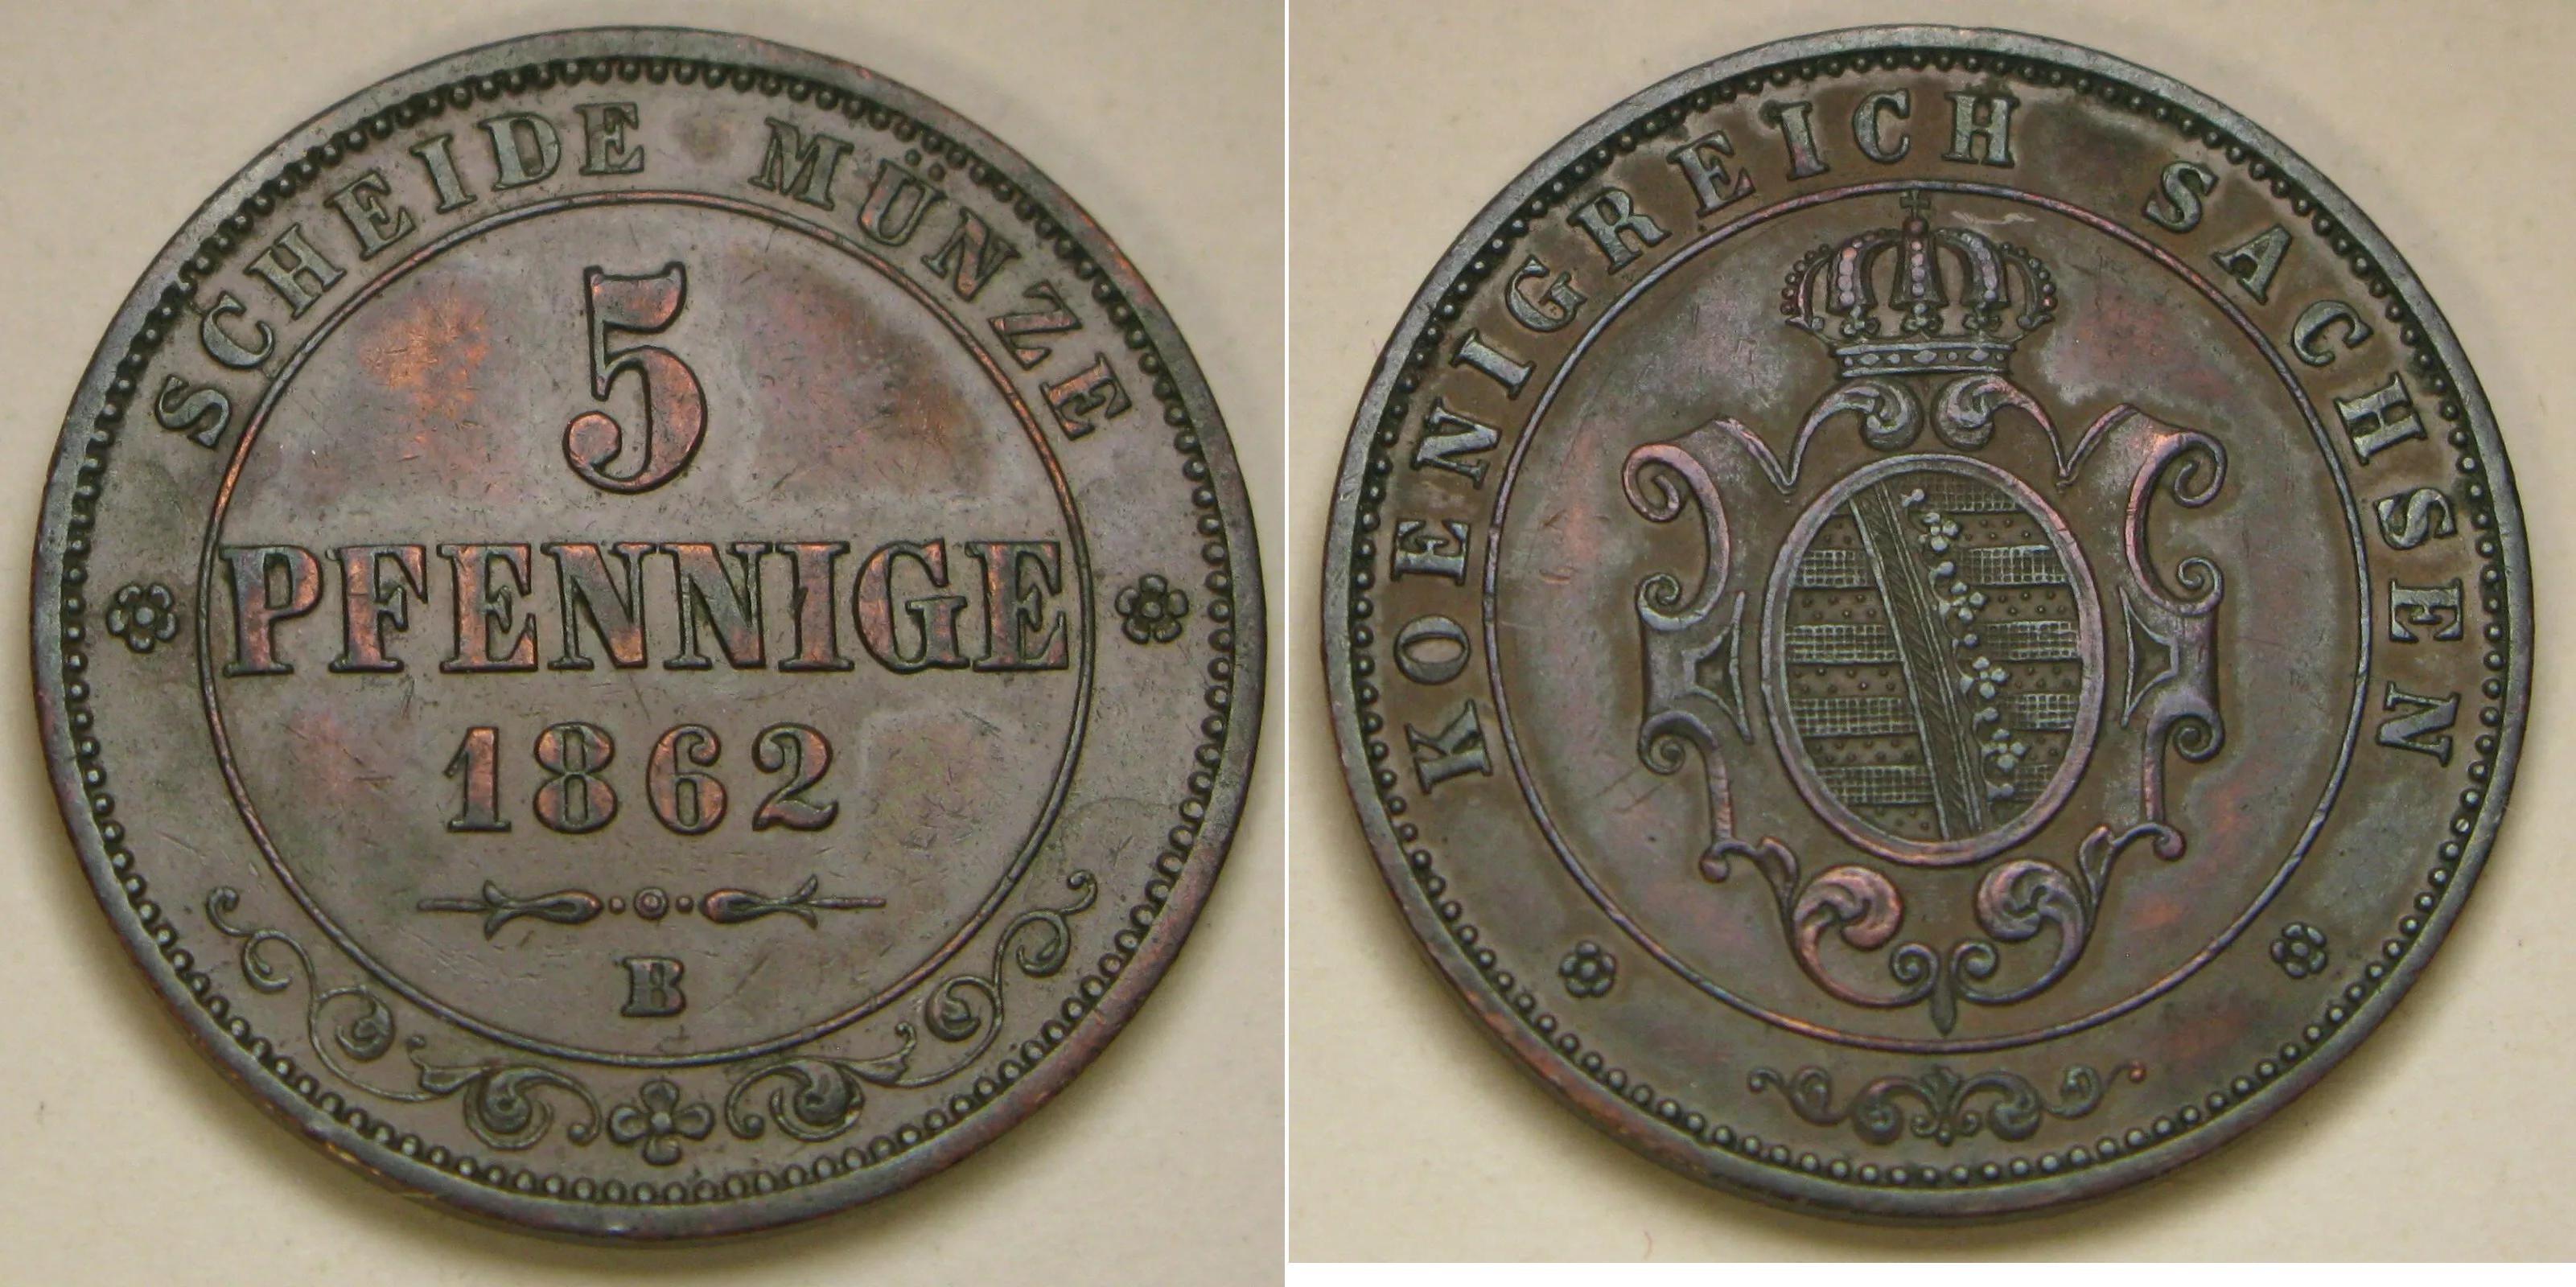 SCHEIDE MÜNZE
5
PFENNIGE
1862
B
KOENIGREICH SACHSEN